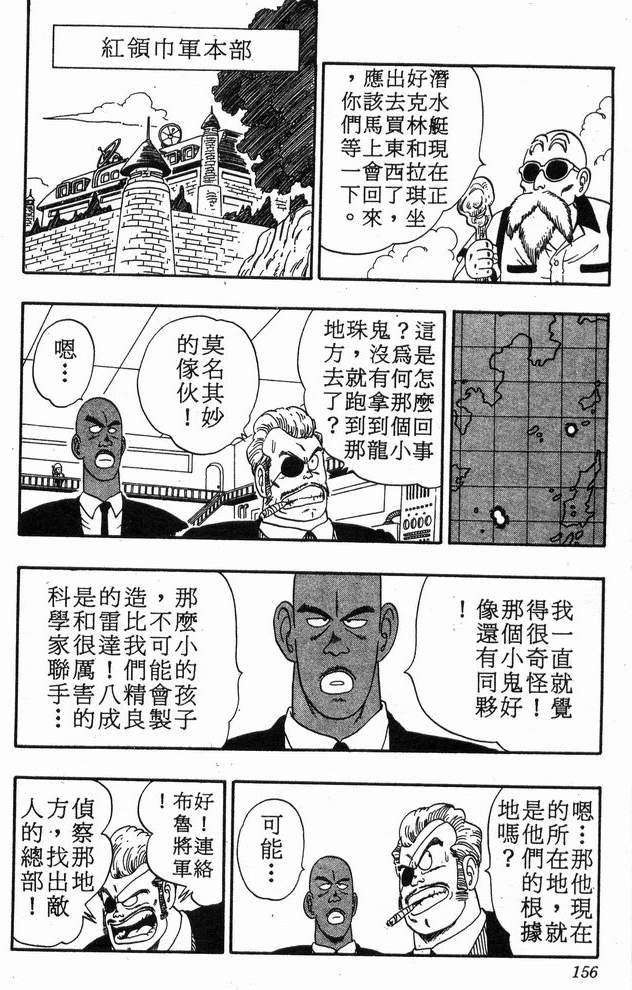 潛水艇現在正
好克林和拉琪坐
出去買東西了，
應該馬上會回來
，你們等一下。
紅領巾軍本部
這是怎麼回事
？為何那個小
鬼沒有拿到龍
珠，就跑到那
地方去了？
莫名其妙
的傢伙！
嗯…
我一直就覺
得很奇怪！
那個小鬼好
像還有同夥
！
那麼小的孩子
，不可能會製
造比我們精良
的雷達！八成
是和很厲害的
科學家聯手…
嗯…那他現在
的所在地，就
是他們的根據
地嗎？
可能…
好！連絡
布魯將軍
！
偵察那地
方，找出敵
人的總部！
156